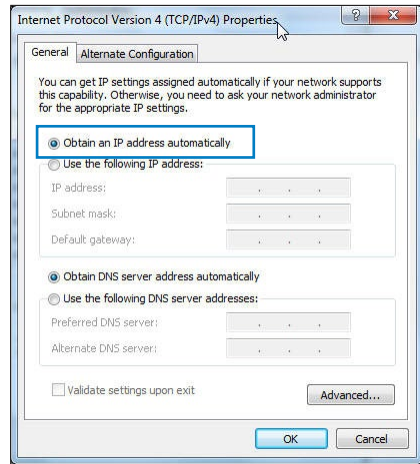 Internet Protocol Version 4 (TCP/IPv4) Properties
General
Alternate Configuration
You can get IP settings assigned automatically if your network supports
this capability. Otherwise, you need to ask your network administrator
for the appropriate IP settings.
Obtain an IP address automatically
Use the following IP address:
IP address:
Subnet mask:
Default gateway:
Obtain DNS server address automatically
Use the following DNS server addresses:
Preferred DNS server:
Alternate DNS server:
Validate settings upon exit
Advanced...
OK
Cancel